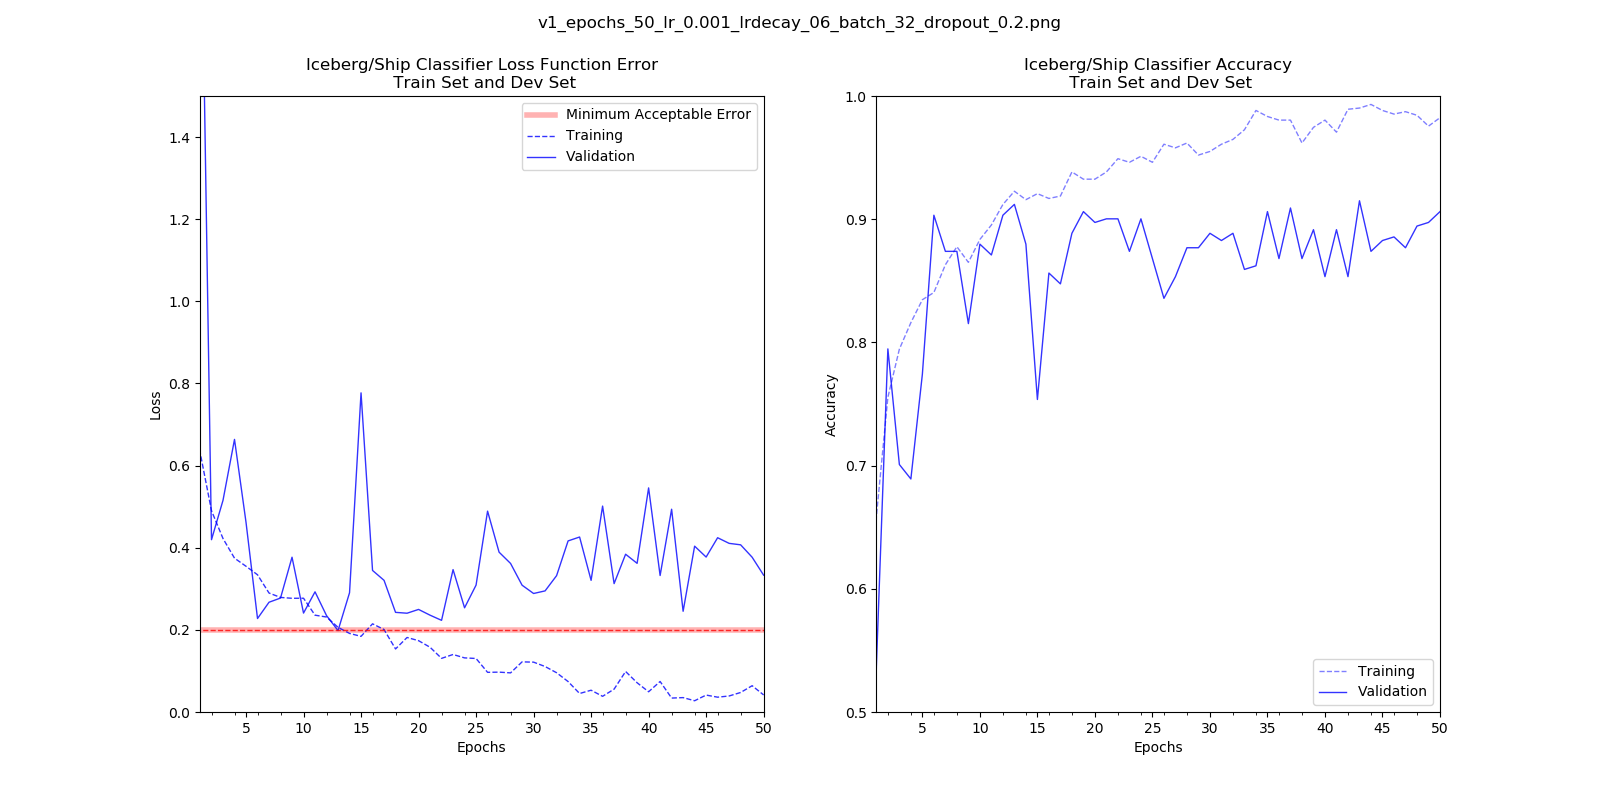 v1_epochs_50_lr_0.001_lrdecay_06_batch_32_dropout_0.2.png
Iceberg/Ship Classifier Loss Function Error
Train Set and Dev Set
Minimum Acceptable Error
Training
Validation
1.4
1.2
1.0
0.8
0.6
0.4
0.2
0.0
Loss
5 10 15 20 25 30 35 40 45 50
Epochs
Iceberg/Ship Classifier Accuracy
Train Set and Dev Set
1.0
0.9
0.8
0.7
0.6
0.5
Accuracy
Training
Validation
5 10 15 20 25 30 35 40 45 50
Epochs